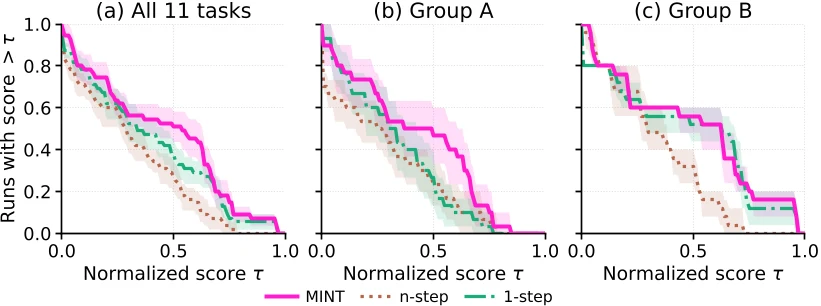 (a) All 11 tasks
(b) Group A
(c) Group B
Runs with score > τ
1.0
0.8
0.6
0.4
0.2
0.0
0.0 0.5 1.0
0.0 0.5 1.0
0.0 0.5 1.0
Normalized score τ
Normalized score τ
Normalized score τ
MINT n-step 1-step